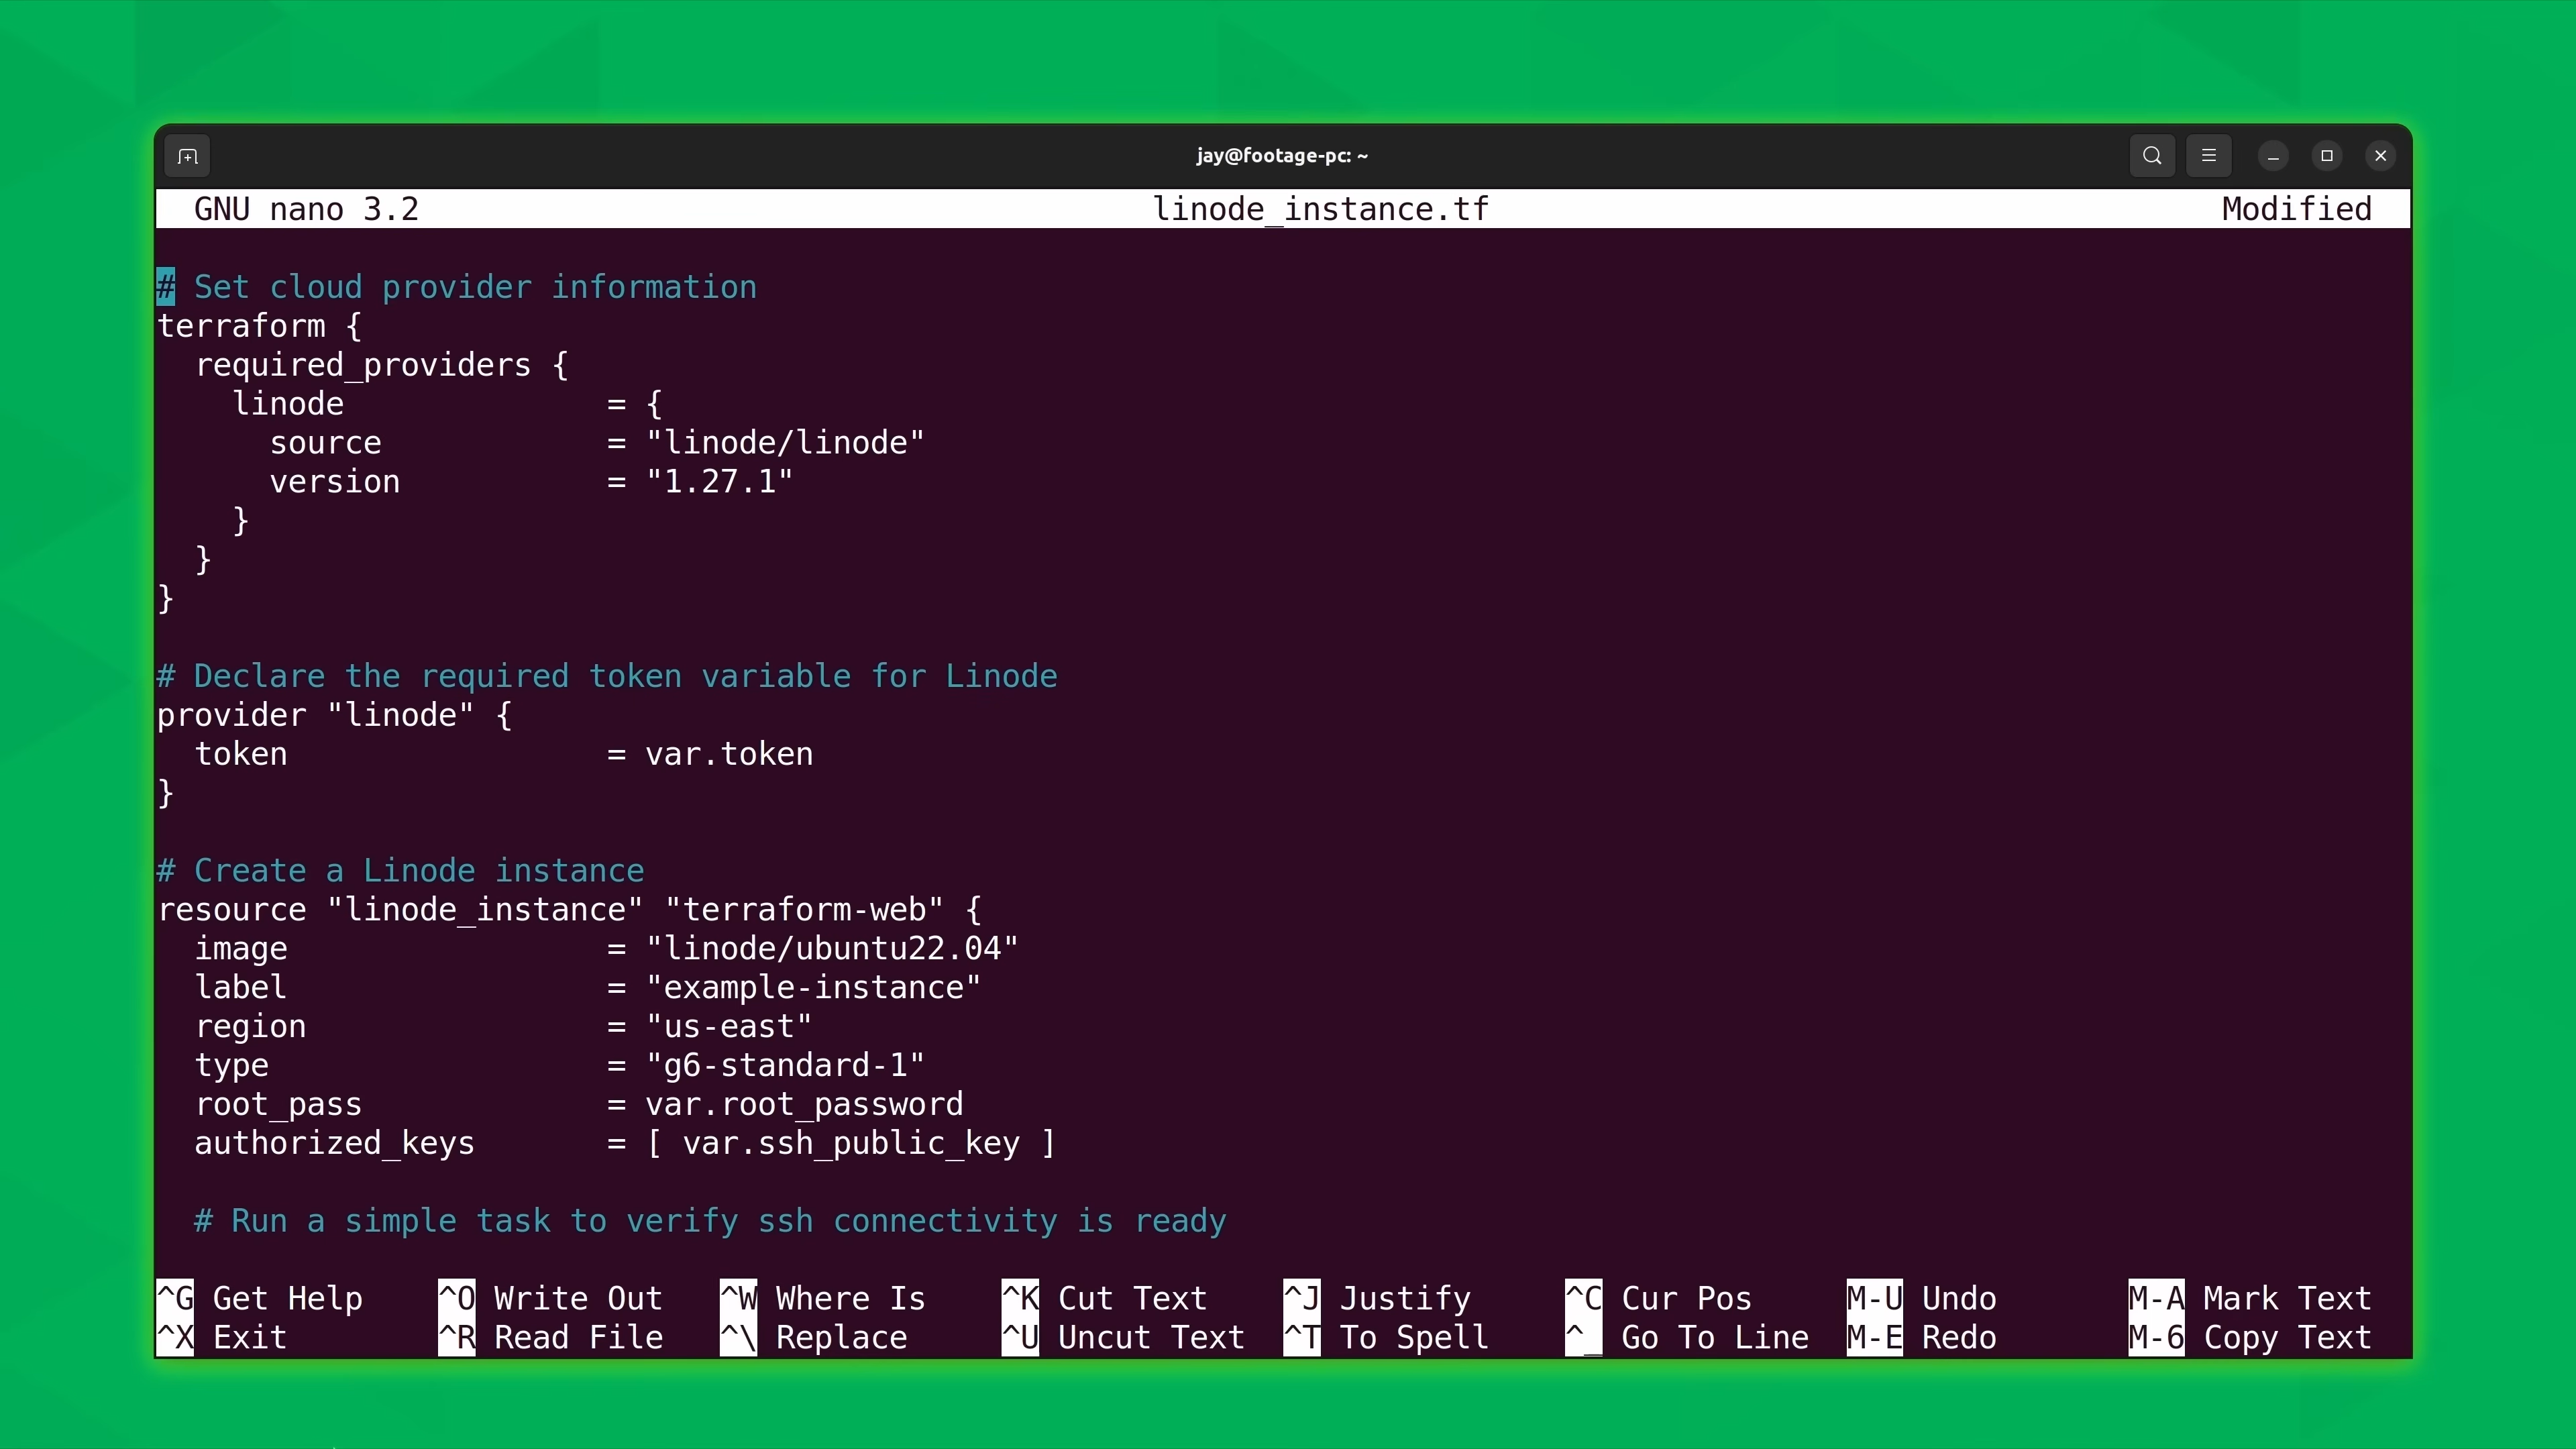 jay@footage-pc: ~
GNU nano 3.2 linode_instance.tf Modified
# Set cloud provider information
terraform {
  required_providers {
    linode              = {
      source            = "linode/linode"
      version           = "1.27.1"
    }
  }
}
# Declare the required token variable for Linode
provider "linode" {
  token                 = var.token
}
# Create a Linode instance
resource "linode_instance" "terraform-web" {
  image                 = "linode/ubuntu22.04"
  label                 = "example-instance"
  region                = "us-east"
  type                  = "g6-standard-1"
  root_pass             = var.root_password
  authorized_keys       = [ var.ssh_public_key ]
  # Run a simple task to verify ssh connectivity is ready
^G Get Help ^O Write Out ^W Where Is ^K Cut Text ^J Justify ^C Cur Pos M-U Undo M-A Mark Text
^X Exit ^R Read File ^\ Replace ^U Uncut Text ^T To Spell ^_ Go To Line M-E Redo M-6 Copy Text